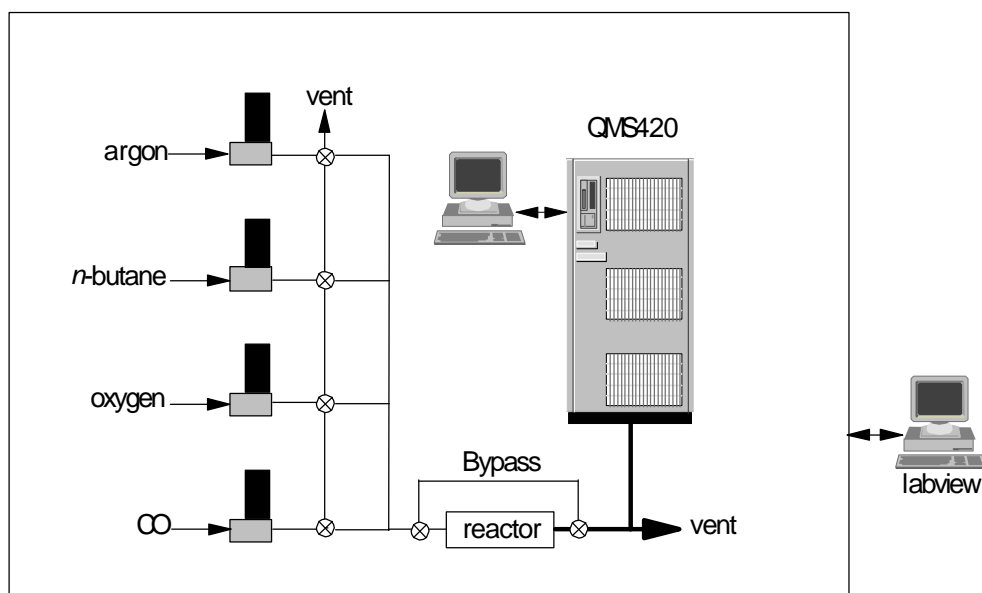 vent
QMS420
argon
n-butane
oxygen
Bypass
labview
CO
reactor
vent